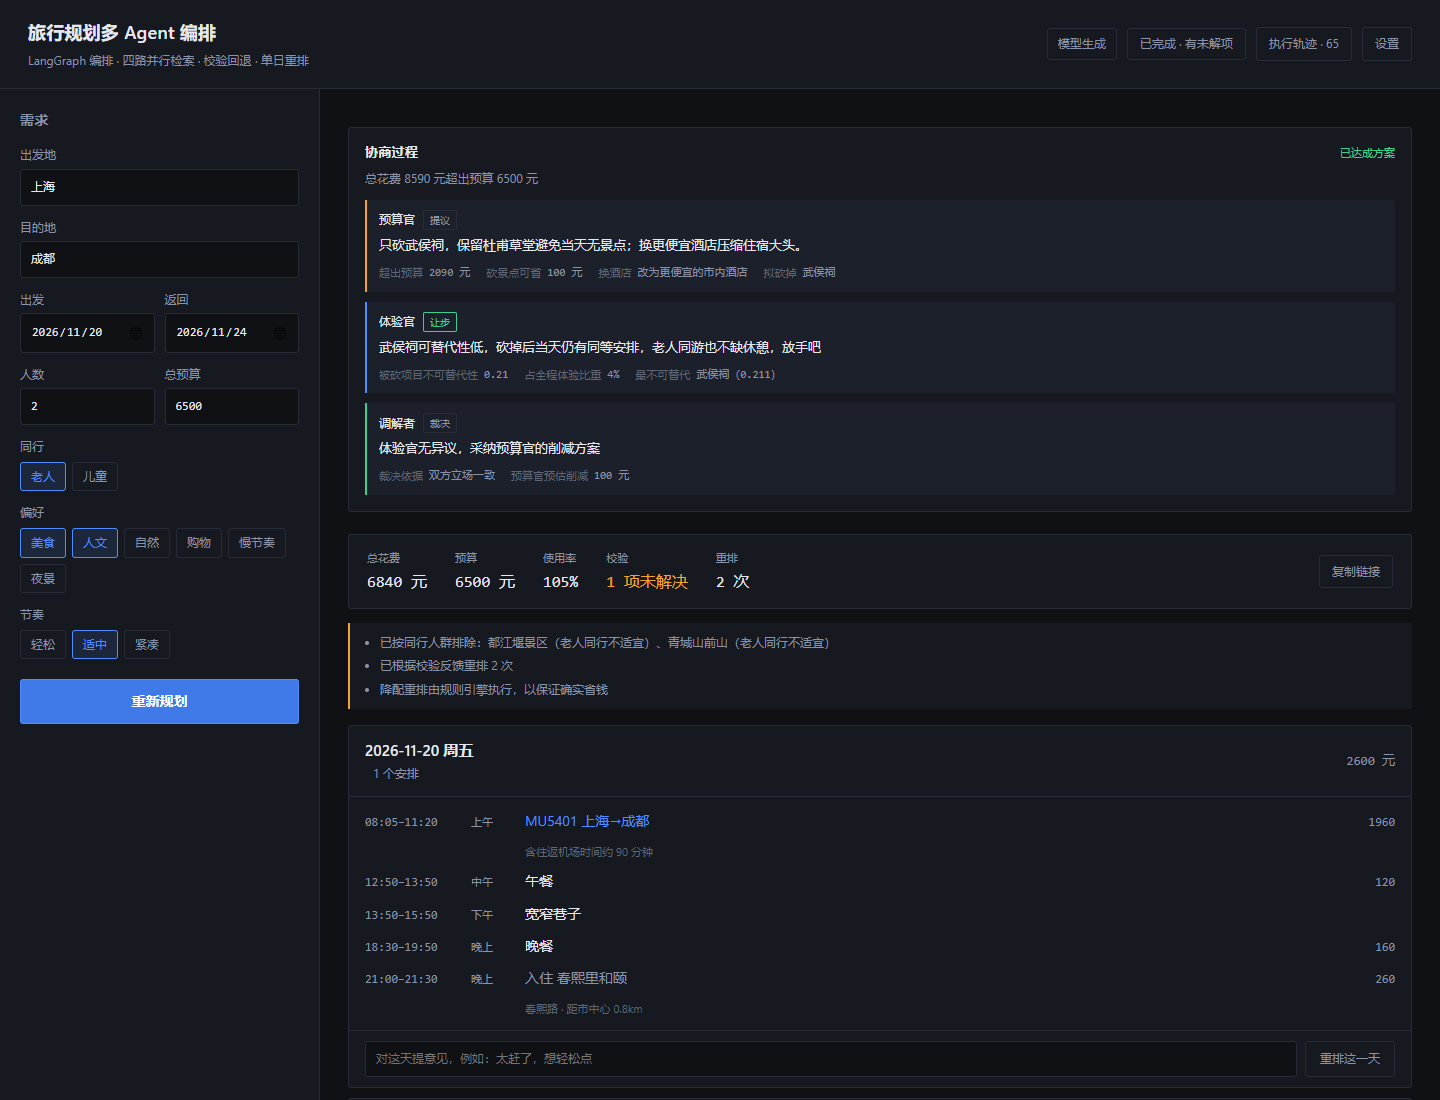 旅行规划多 Agent 编排
LangGraph 编排 · 四路并行检索 · 校验回退 · 单日重排
模型生成
已完成 · 有未解项
执行轨迹 · 65
设置
需求
出发地
上海
目的地
成都
出发 返回
2026/11/20 2026/11/24
人数 总预算
2 6500
同行
老人 儿童
偏好
美食 人文 自然 购物 慢节奏
夜景
节奏
轻松 适中 紧凑
重新规划
协商过程
已达成方案
总花费 8590 元超出预算 6500 元
预算官 提议
只砍武侯祠，保留杜甫草堂避免当天无景点；换更便宜酒店压缩住宿大头。
超出预算 2090 元 砍景点可省 100 元 换酒店 改为更便宜的市内酒店 拟砍掉 武侯祠
体验官 让步
武侯祠可替代性低，砍掉后当天仍有同等安排，老人同游也不缺休憩，放手吧
被砍项目不可替代性 0.21 占全程体验比重 4% 最不可替代 武侯祠 (0.211)
调解者 裁决
体验官无异议，采纳预算官的削减方案
裁决依据 双方立场一致 预算官预估削减 100 元
总花费 预算 使用率 校验 重排
6840 元 6500 元 105% 1 项未解决 2 次
复制链接
• 已按同行人群排除：都江堰景区（老人同行不适宜）、青城山前山（老人同行不适宜）
• 已根据校验反馈重排 2 次
• 降配重排由规则引擎执行，以保证确实省钱
2026-11-20 周五
1 个安排
2600 元
08:05–11:20 上午 MU5401 上海→成都 1960
含往返机场时间约 90 分钟
12:50–13:50 中午 午餐 120
13:50–15:50 下午 宽窄巷子
18:30–19:50 晚上 晚餐 160
21:00–21:30 晚上 入住 春熙里和颐 260
春熙路 · 距市中心 0.8km
对这天提意见，例如：太赶了，想轻松点
重排这一天